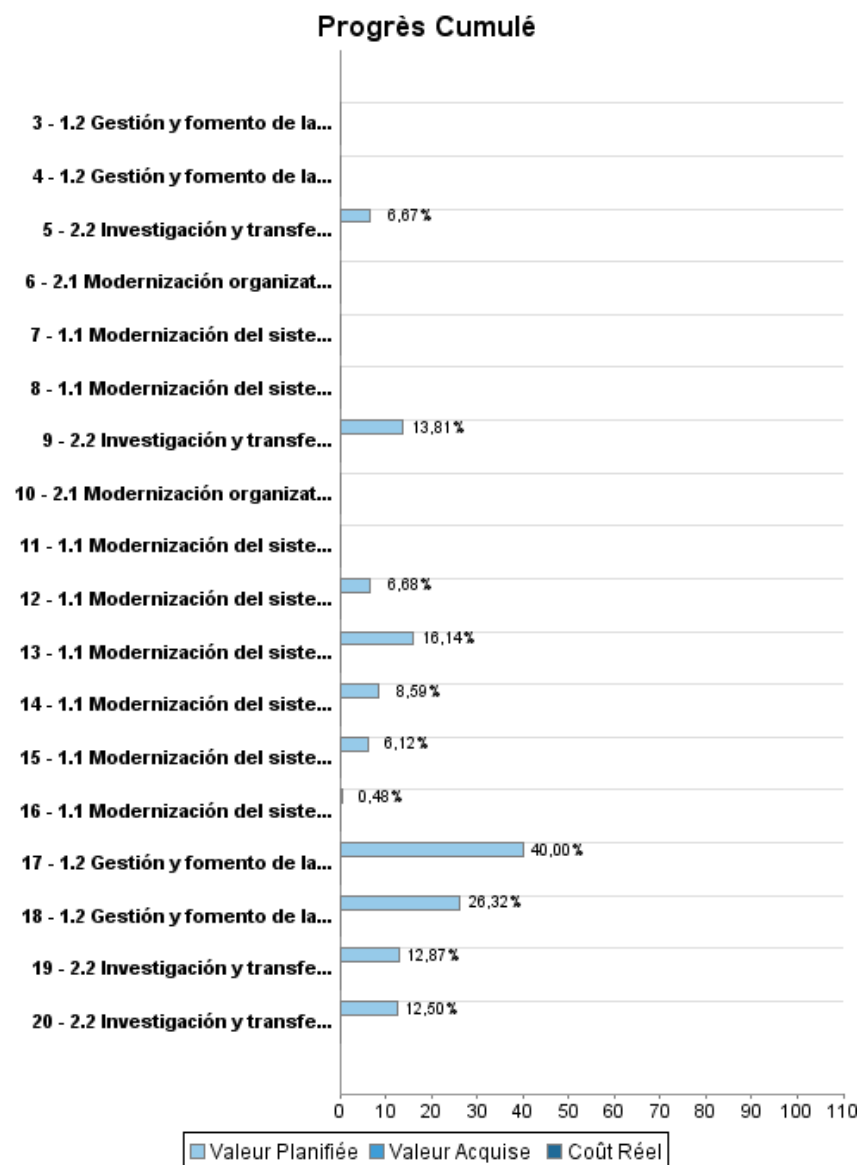 Progrès Cumulé
3 - 1.2 Gestión y fomento de la...
4 - 1.2 Gestión y fomento de la...
5 - 2.2 Investigación y transfe...
6,67%
6 - 2.1 Modernización organizat...
7 - 1.1 Modernización del siste...
8 - 1.1 Modernización del siste...
9 - 2.2 Investigación y transfe...
13,81%
10 - 2.1 Modernización organizat...
11 - 1.1 Modernización del siste...
12 - 1.1 Modernización del siste...
6,68%
13 - 1.1 Modernización del siste...
16,14%
14 - 1.1 Modernización del siste...
8,59%
15 - 1.1 Modernización del siste...
6,12%
16 - 1.1 Modernización del siste...
0,48%
17 - 1.2 Gestión y fomento de la...
40,00%
18 - 1.2 Gestión y fomento de la...
26,32%
19 - 2.2 Investigación y transfe...
12,87%
20 - 2.2 Investigación y transfe...
12,50%
0 10 20 30 40 50 60 70 80 90 100 110
Valeur Planifiée Valeur Acquise Coût Réel